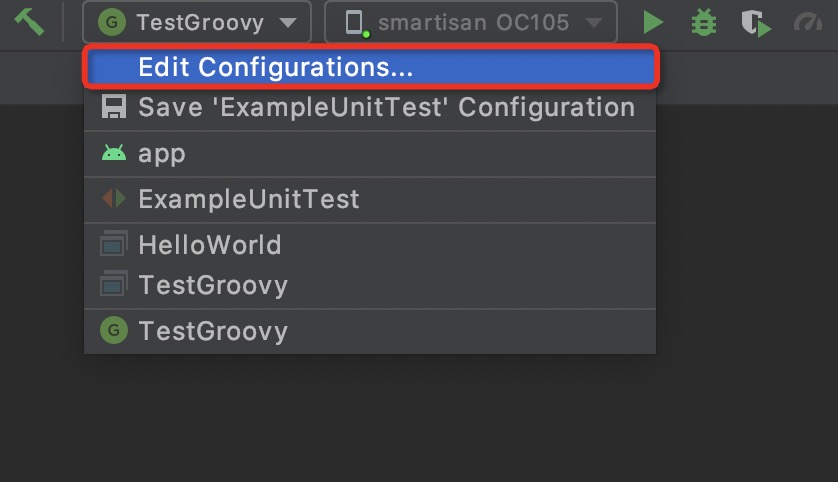 G TestGroovy smartisan OC105
Edit Configurations...
Save 'ExampleUnitTest' Configuration
app
ExampleUnitTest
HelloWorld
TestGroovy
G TestGroovy